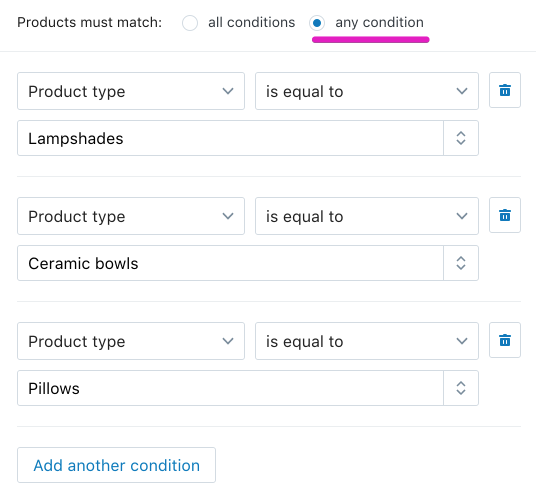 Products must match: all conditions any condition
Product type is equal to
Lampshades
Product type is equal to
Ceramic bowls
Product type is equal to
Pillows
Add another condition